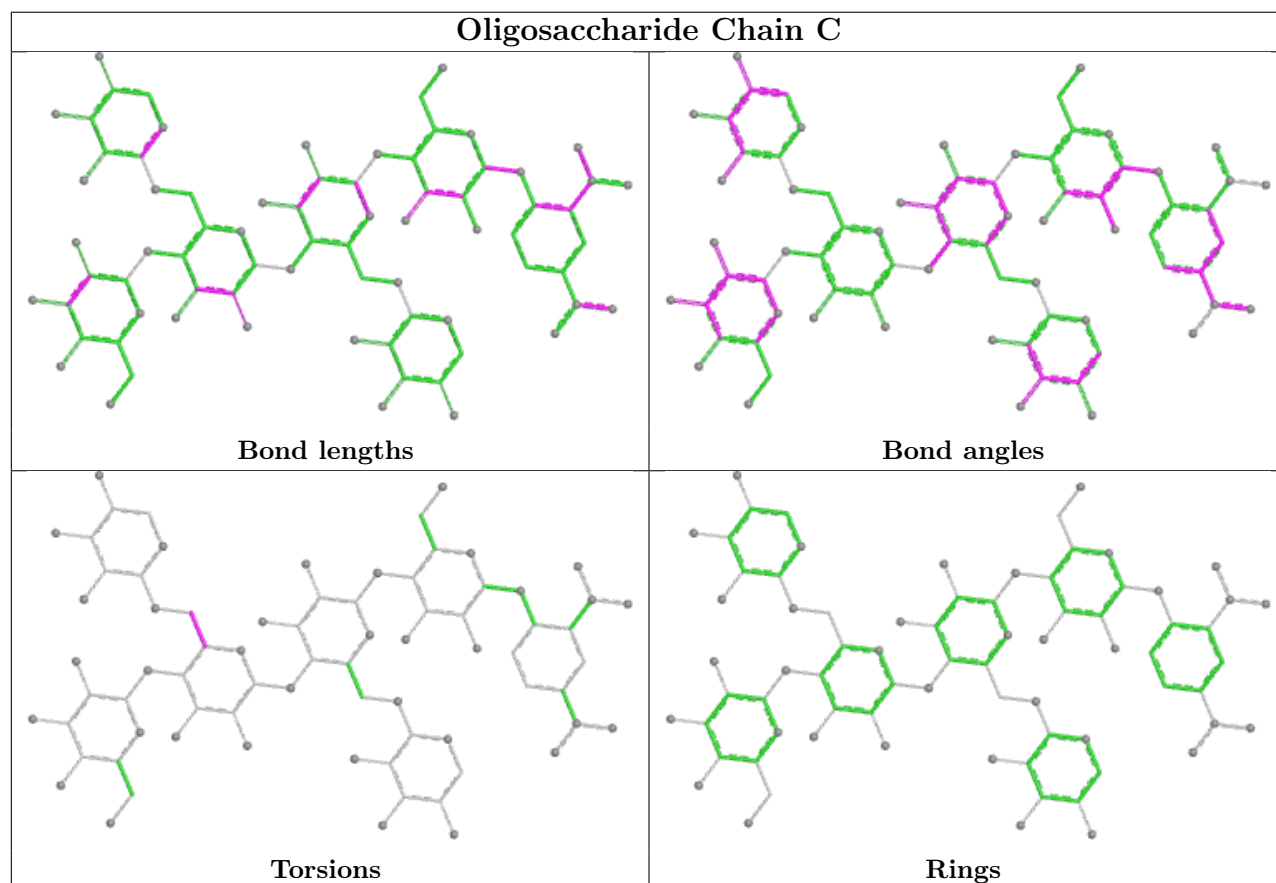 Oligosaccharide Chain C
Bond lengths
Bond angles
Torsions
Rings